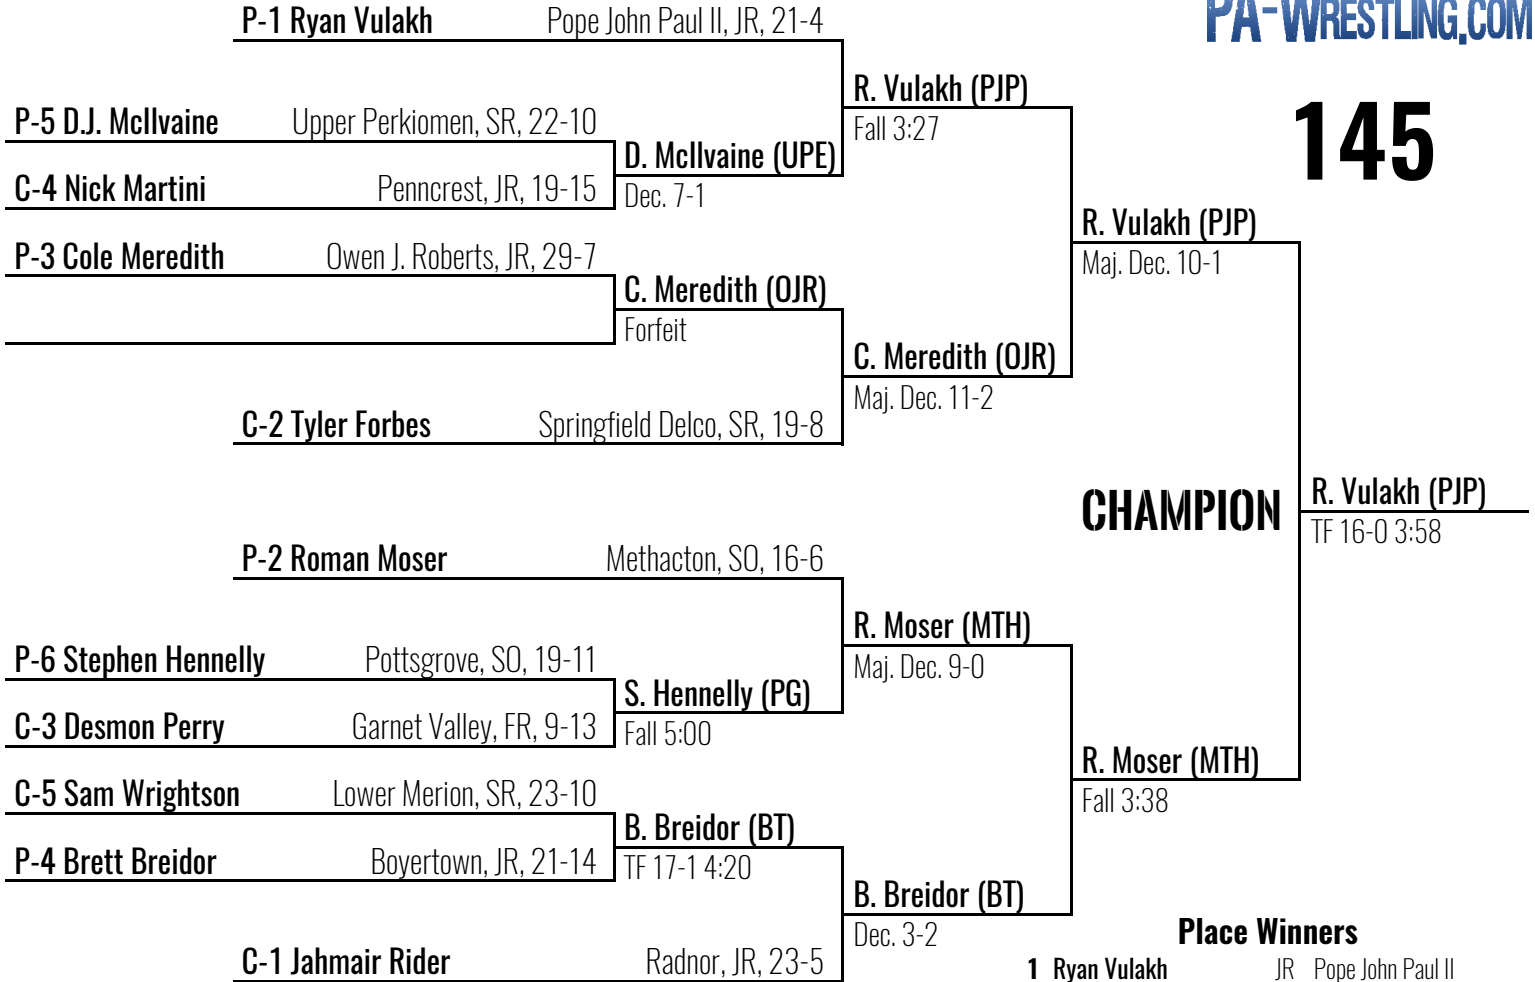 PA-WRESTLING.COM
145
P-1 Ryan Vulakh Pope John Paul II, JR, 21-4
R. Vulakh (PJP)
Fall 3:27
P-5 D.J. McIlvaine Upper Perkiomen, SR, 22-10
D. McIlvaine (UPE)
Dec. 7-1
C-4 Nick Martini Penncrest, JR, 19-15
R. Vulakh (PJP)
Maj. Dec. 10-1
P-3 Cole Meredith Owen J. Roberts, JR, 29-7
C. Meredith (OJR)
Forfeit
C. Meredith (OJR)
Maj. Dec. 11-2
C-2 Tyler Forbes Springfield Delco, SR, 19-8
CHAMPION
R. Vulakh (PJP)
TF 16-0 3:58
P-2 Roman Moser Methacton, SO, 16-6
R. Moser (MTH)
Maj. Dec. 9-0
P-6 Stephen Hennelly Pottsgrove, SO, 19-11
S. Hennelly (PG)
Fall 5:00
C-3 Desmon Perry Garnet Valley, FR, 9-13
R. Moser (MTH)
Fall 3:38
C-5 Sam Wrightson Lower Merion, SR, 23-10
B. Breidor (BT)
TF 17-1 4:20
P-4 Brett Breidor Boyertown, JR, 21-14
B. Breidor (BT)
Dec. 3-2
C-1 Jahmair Rider Radnor, JR, 23-5
Place Winners
1 Ryan Vulakh JR Pope John Paul II